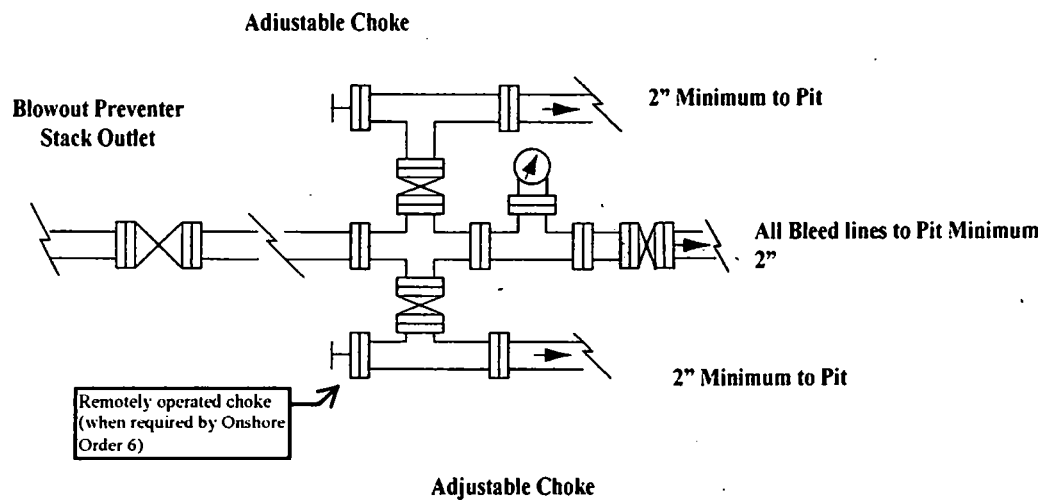 Adjustable Choke
2” Minimum to Pit
Blowout Preventer
Stack Outlet
All Bleed lines to Pit Minimum
2”
2” Minimum to Pit
Remotely operated choke
(when required by Onshore
Order 6)
Adjustable Choke